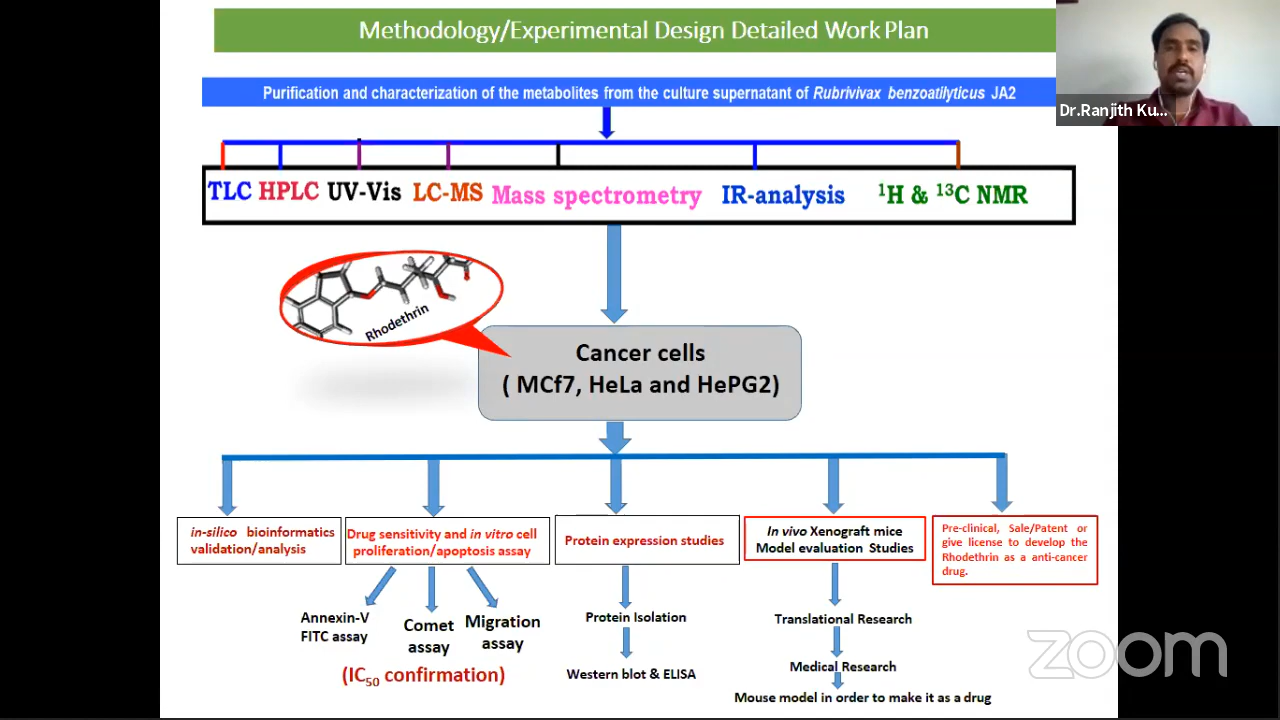 Methodology/Experimental Design Detailed Work Plan
Dr.Ranjith Ku...
Purification and characterization of the metabolites from the culture supernatant of Rubrivivax benzoatilyticus JA2
TLC HPLC UV-Vis LC-MS Mass spectrometry IR-analysis ¹H & ¹³C NMR
Rhodethrin
Cancer cells
( MCf7, HeLa and HePG2)
in-silico bioinformatics
validation/analysis
Drug sensitivity and in vitro cell
proliferation/apoptosis assay
Protein expression studies
In vivo Xenograft mice
Model evaluation Studies
Pre-clinical, Sale/Patent or
give license to develop the
Rhodethrin as a anti-cancer
drug.
Annexin-V
FITC assay
Comet
assay
Migration
assay
(IC₅₀ confirmation)
Protein Isolation
Western blot & ELISA
Translational Research
Medical Research
Mouse model in order to make it as a drug
zoom